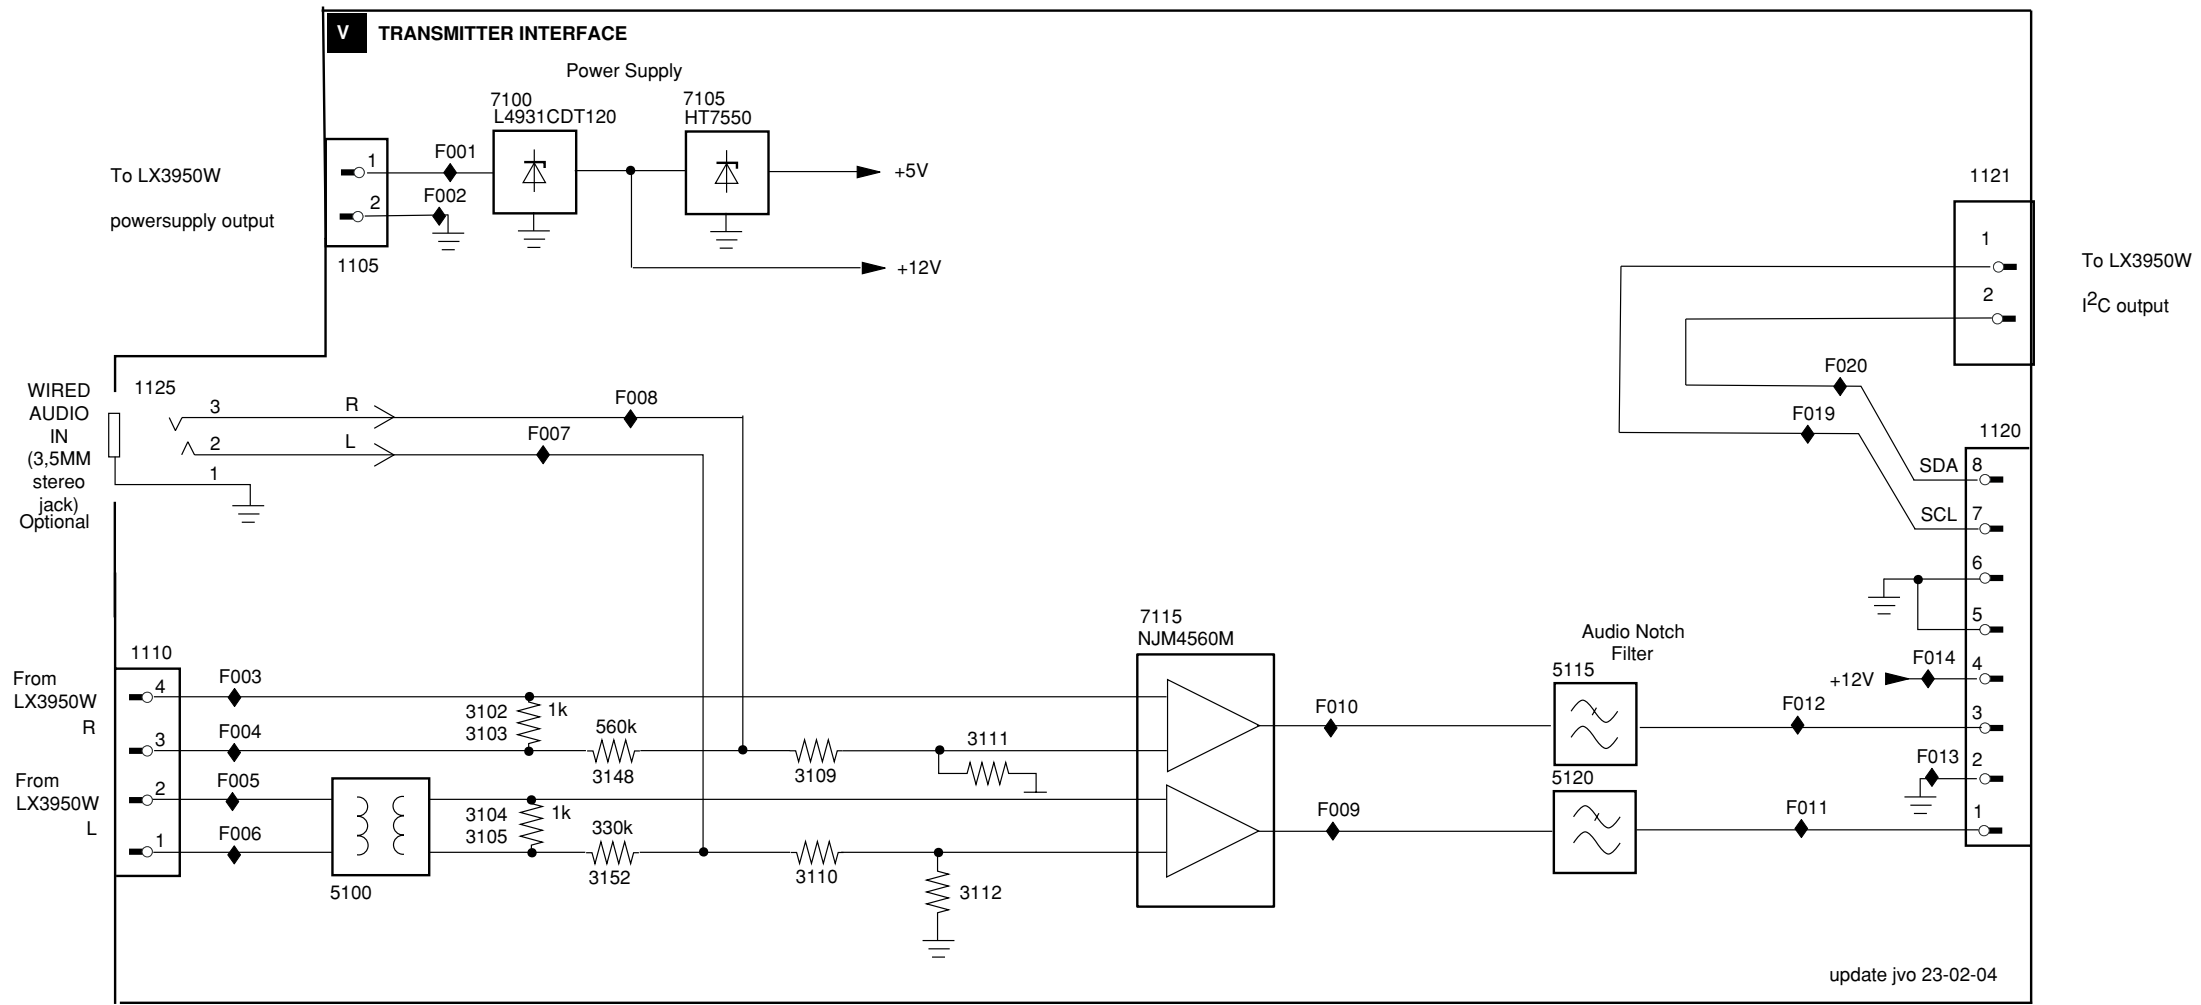 V TRANSMITTER INTERFACE
Power Supply
7100
L4931CDT120
7105
HT7550
To LX3950W
powersupply output
1
F001
2
F002
1105
+5V
+12V
1121
1
2
To LX3950W
I²C output
WIRED
AUDIO
IN
(3,5MM
stereo
jack)
Optional
1125
3
R
F008
2
L
F007
1
F020
F019
1120
SDA 8
SCL 7
6
5
F014
4
+12V
F012
3
F013
2
F011
1
7115
NJM4560M
Audio Notch
Filter
5115
5120
F010
F009
1110
From
LX3950W
R
4
F003
3
F004
From
LX3950W
L
2
F005
1
F006
5100
3102
3103
1k
560k
3148
3109
3111
3104
3105
1k
330k
3152
3110
3112
update jvo 23-02-04